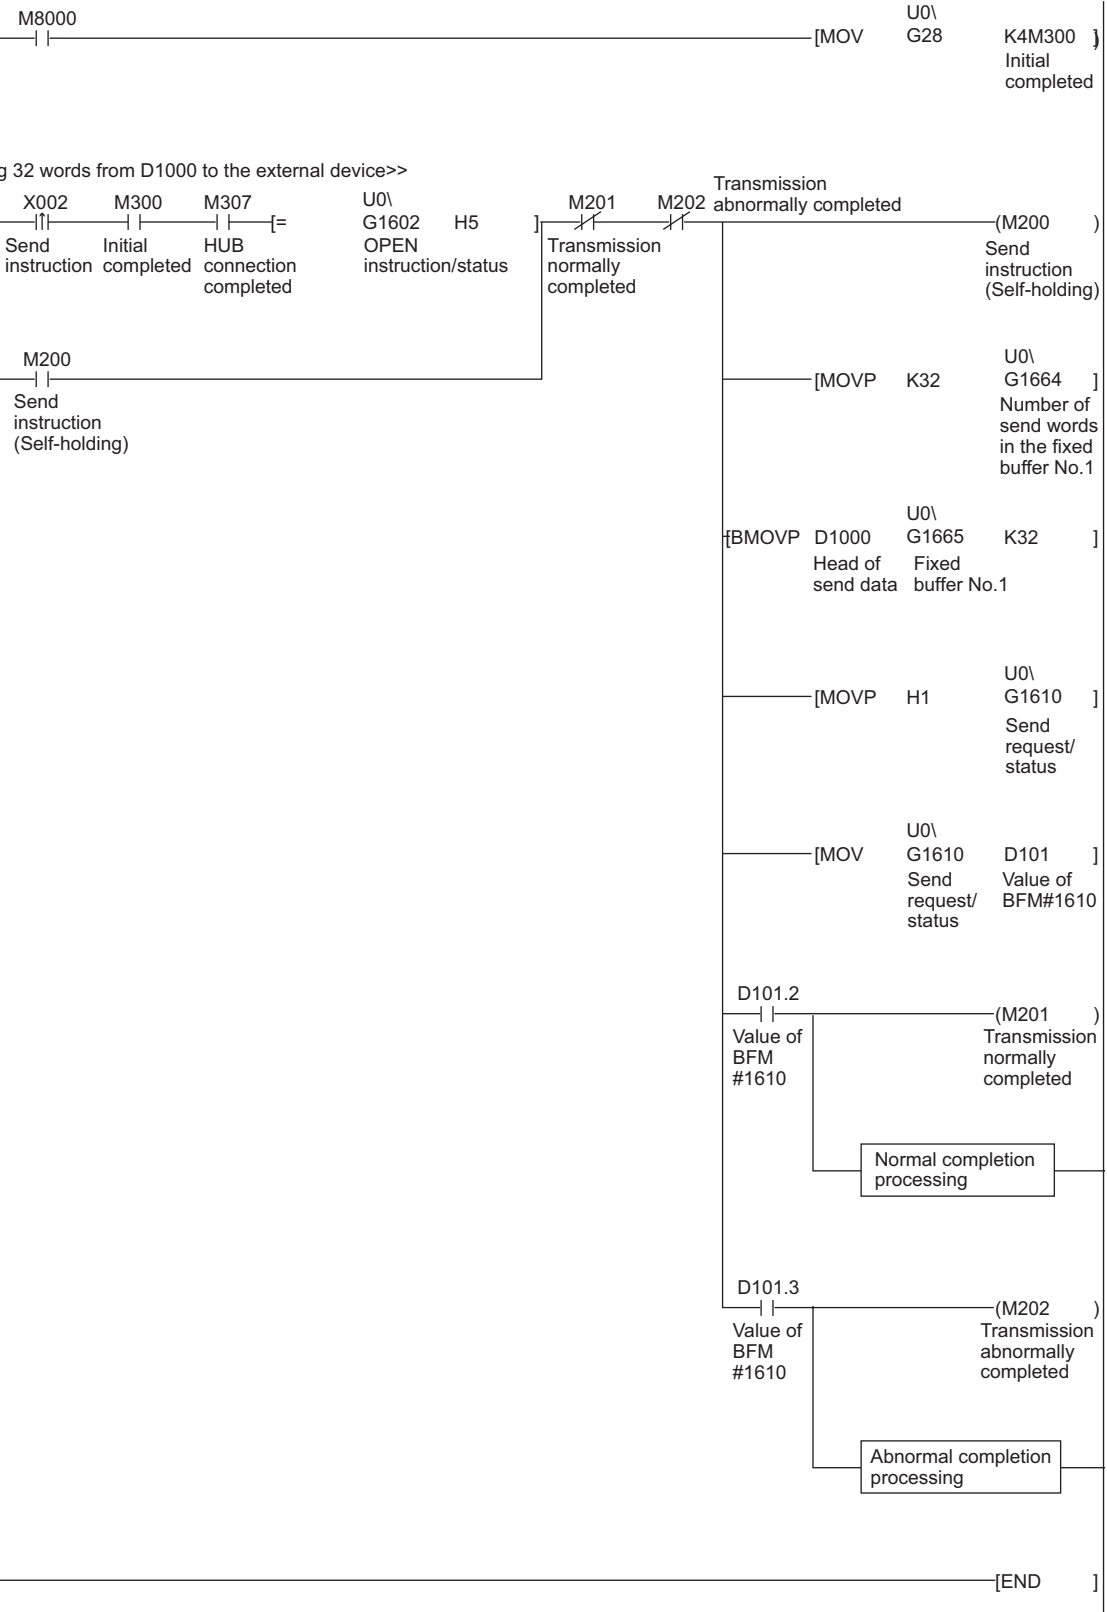 M8000
U0\
[MOV G28 K4M300 ]
Initial
completed
g 32 words from D1000 to the external device>>
Transmission
abnormally completed
X002 M300 M307 U0\ M201 M202
[= G1602 H5 ] (M200 )
Send Initial HUB OPEN Transmission Send
instruction completed connection instruction/status normally instruction
completed completed (Self-holding)
M200
Send
instruction
(Self-holding)
U0\
[MOVP K32 G1664 ]
Number of
send words
in the fixed
buffer No.1
U0\
[BMOVP D1000 G1665 K32 ]
Head of Fixed
send data buffer No.1
U0\
[MOVP H1 G1610 ]
Send
request/
status
U0\
[MOV G1610 D101 ]
Send Value of
request/ BFM#1610
status
D101.2
(M201 )
Value of Transmission
BFM normally
#1610 completed
Normal completion
processing
D101.3
(M202 )
Value of Transmission
BFM abnormally
#1610 completed
Abnormal completion
processing
[END ]